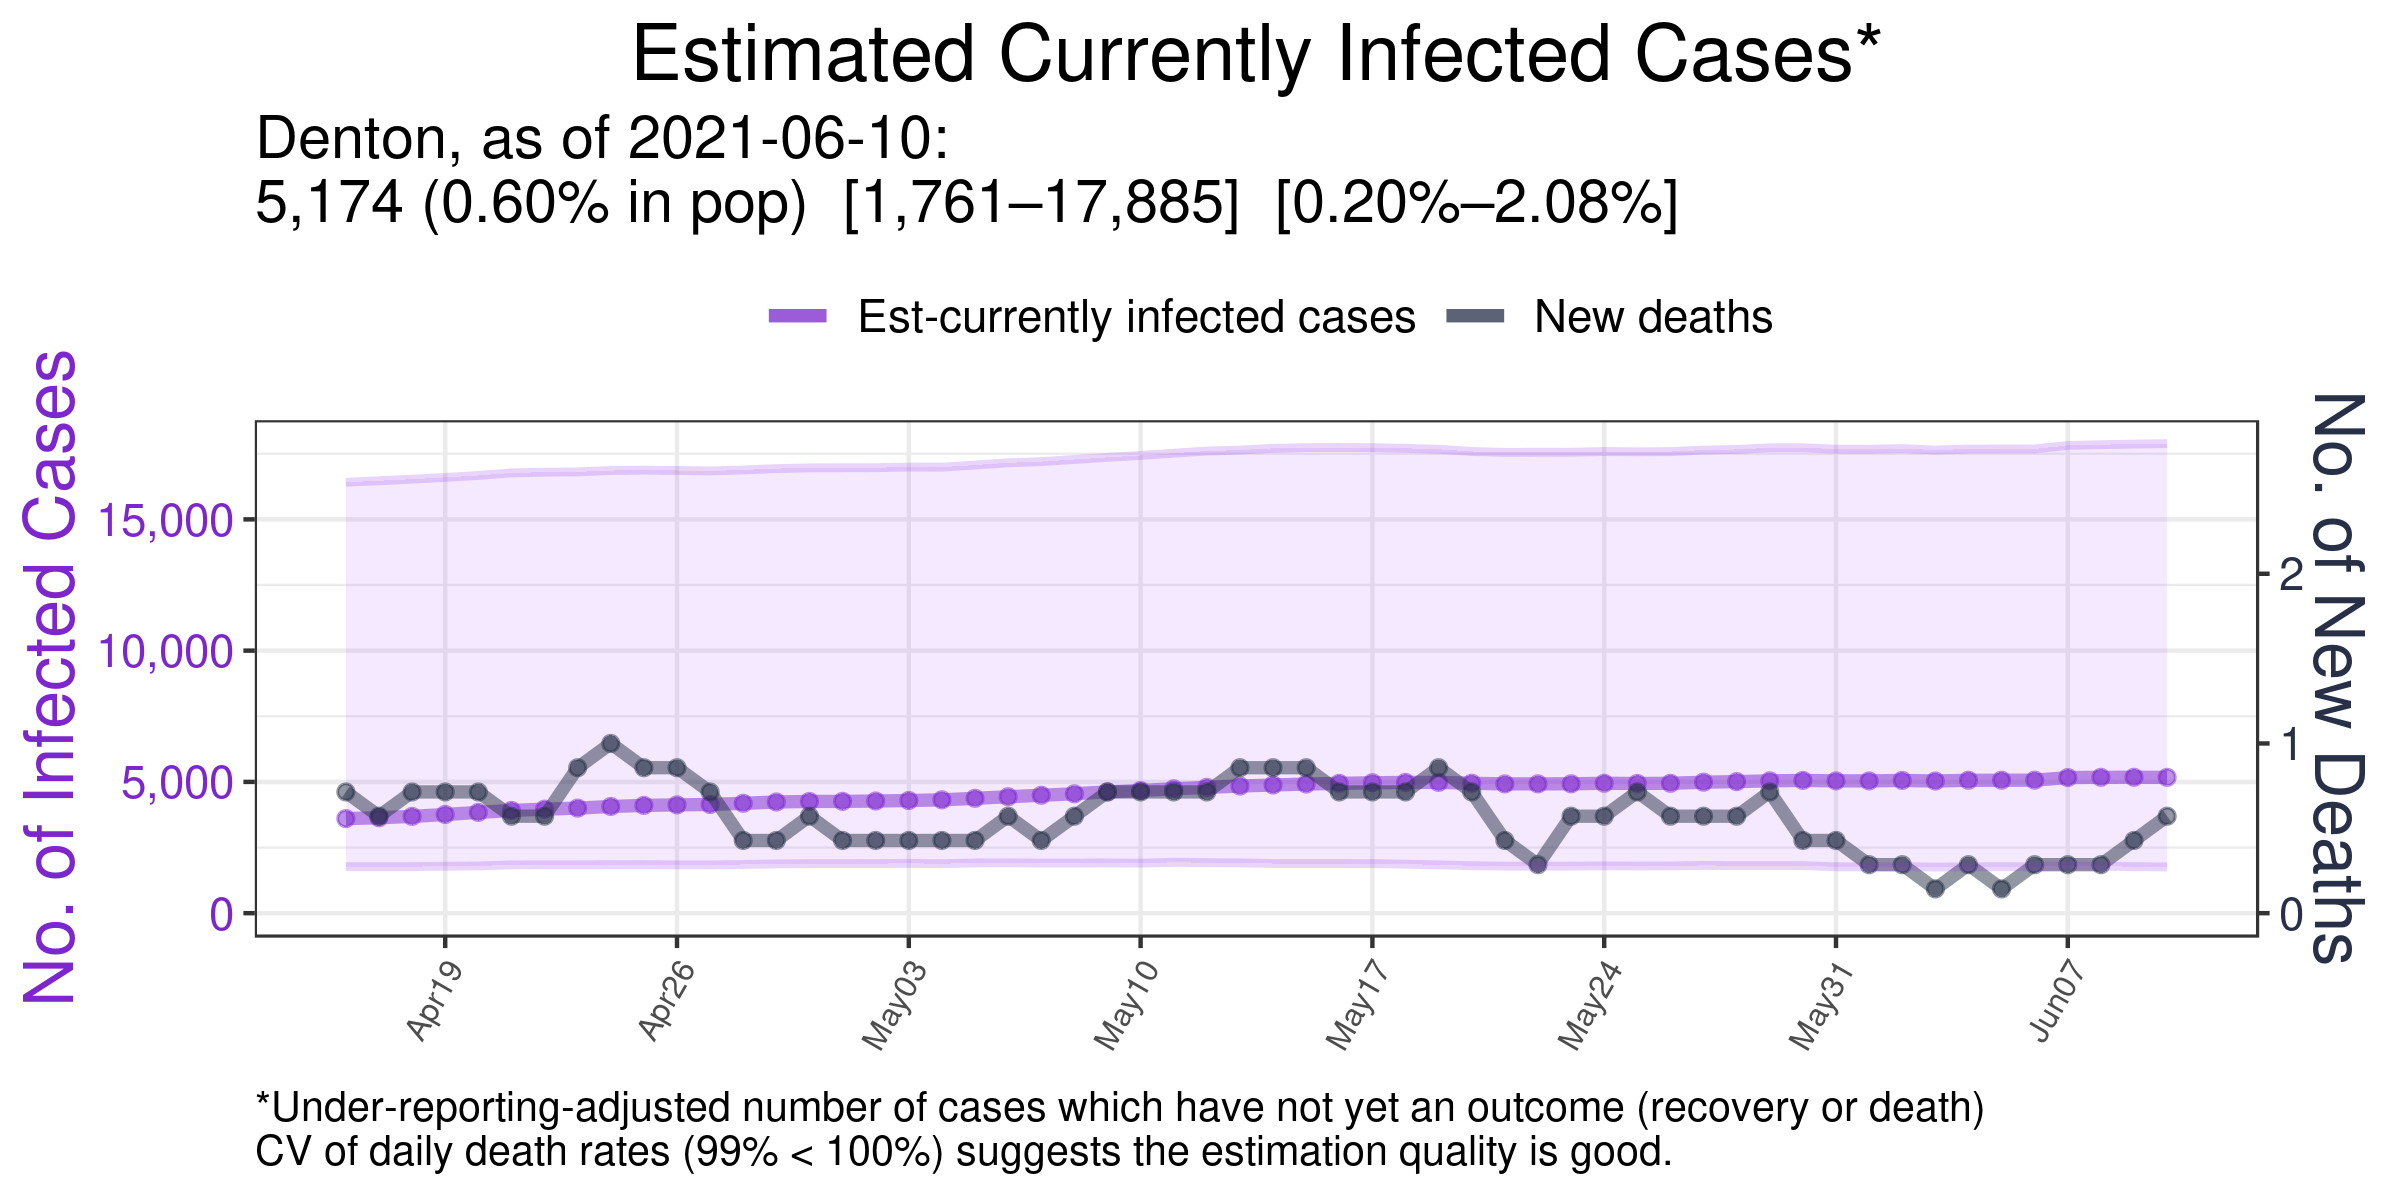 Estimated Currently Infected Cases*
Denton, as of 2021-06-10:
5,174 (0.60% in pop)  [1,761–17,885]  [0.20%–2.08%]
Est-currently infected cases
New deaths
No. of Infected Cases
15,000
10,000
5,000
0
No. of New Deaths
2
1
0
Apr19
Apr26
May03
May10
May17
May24
May31
Jun07
*Under-reporting-adjusted number of cases which have not yet an outcome (recovery or death)
CV of daily death rates (99% < 100%) suggests the estimation quality is good.